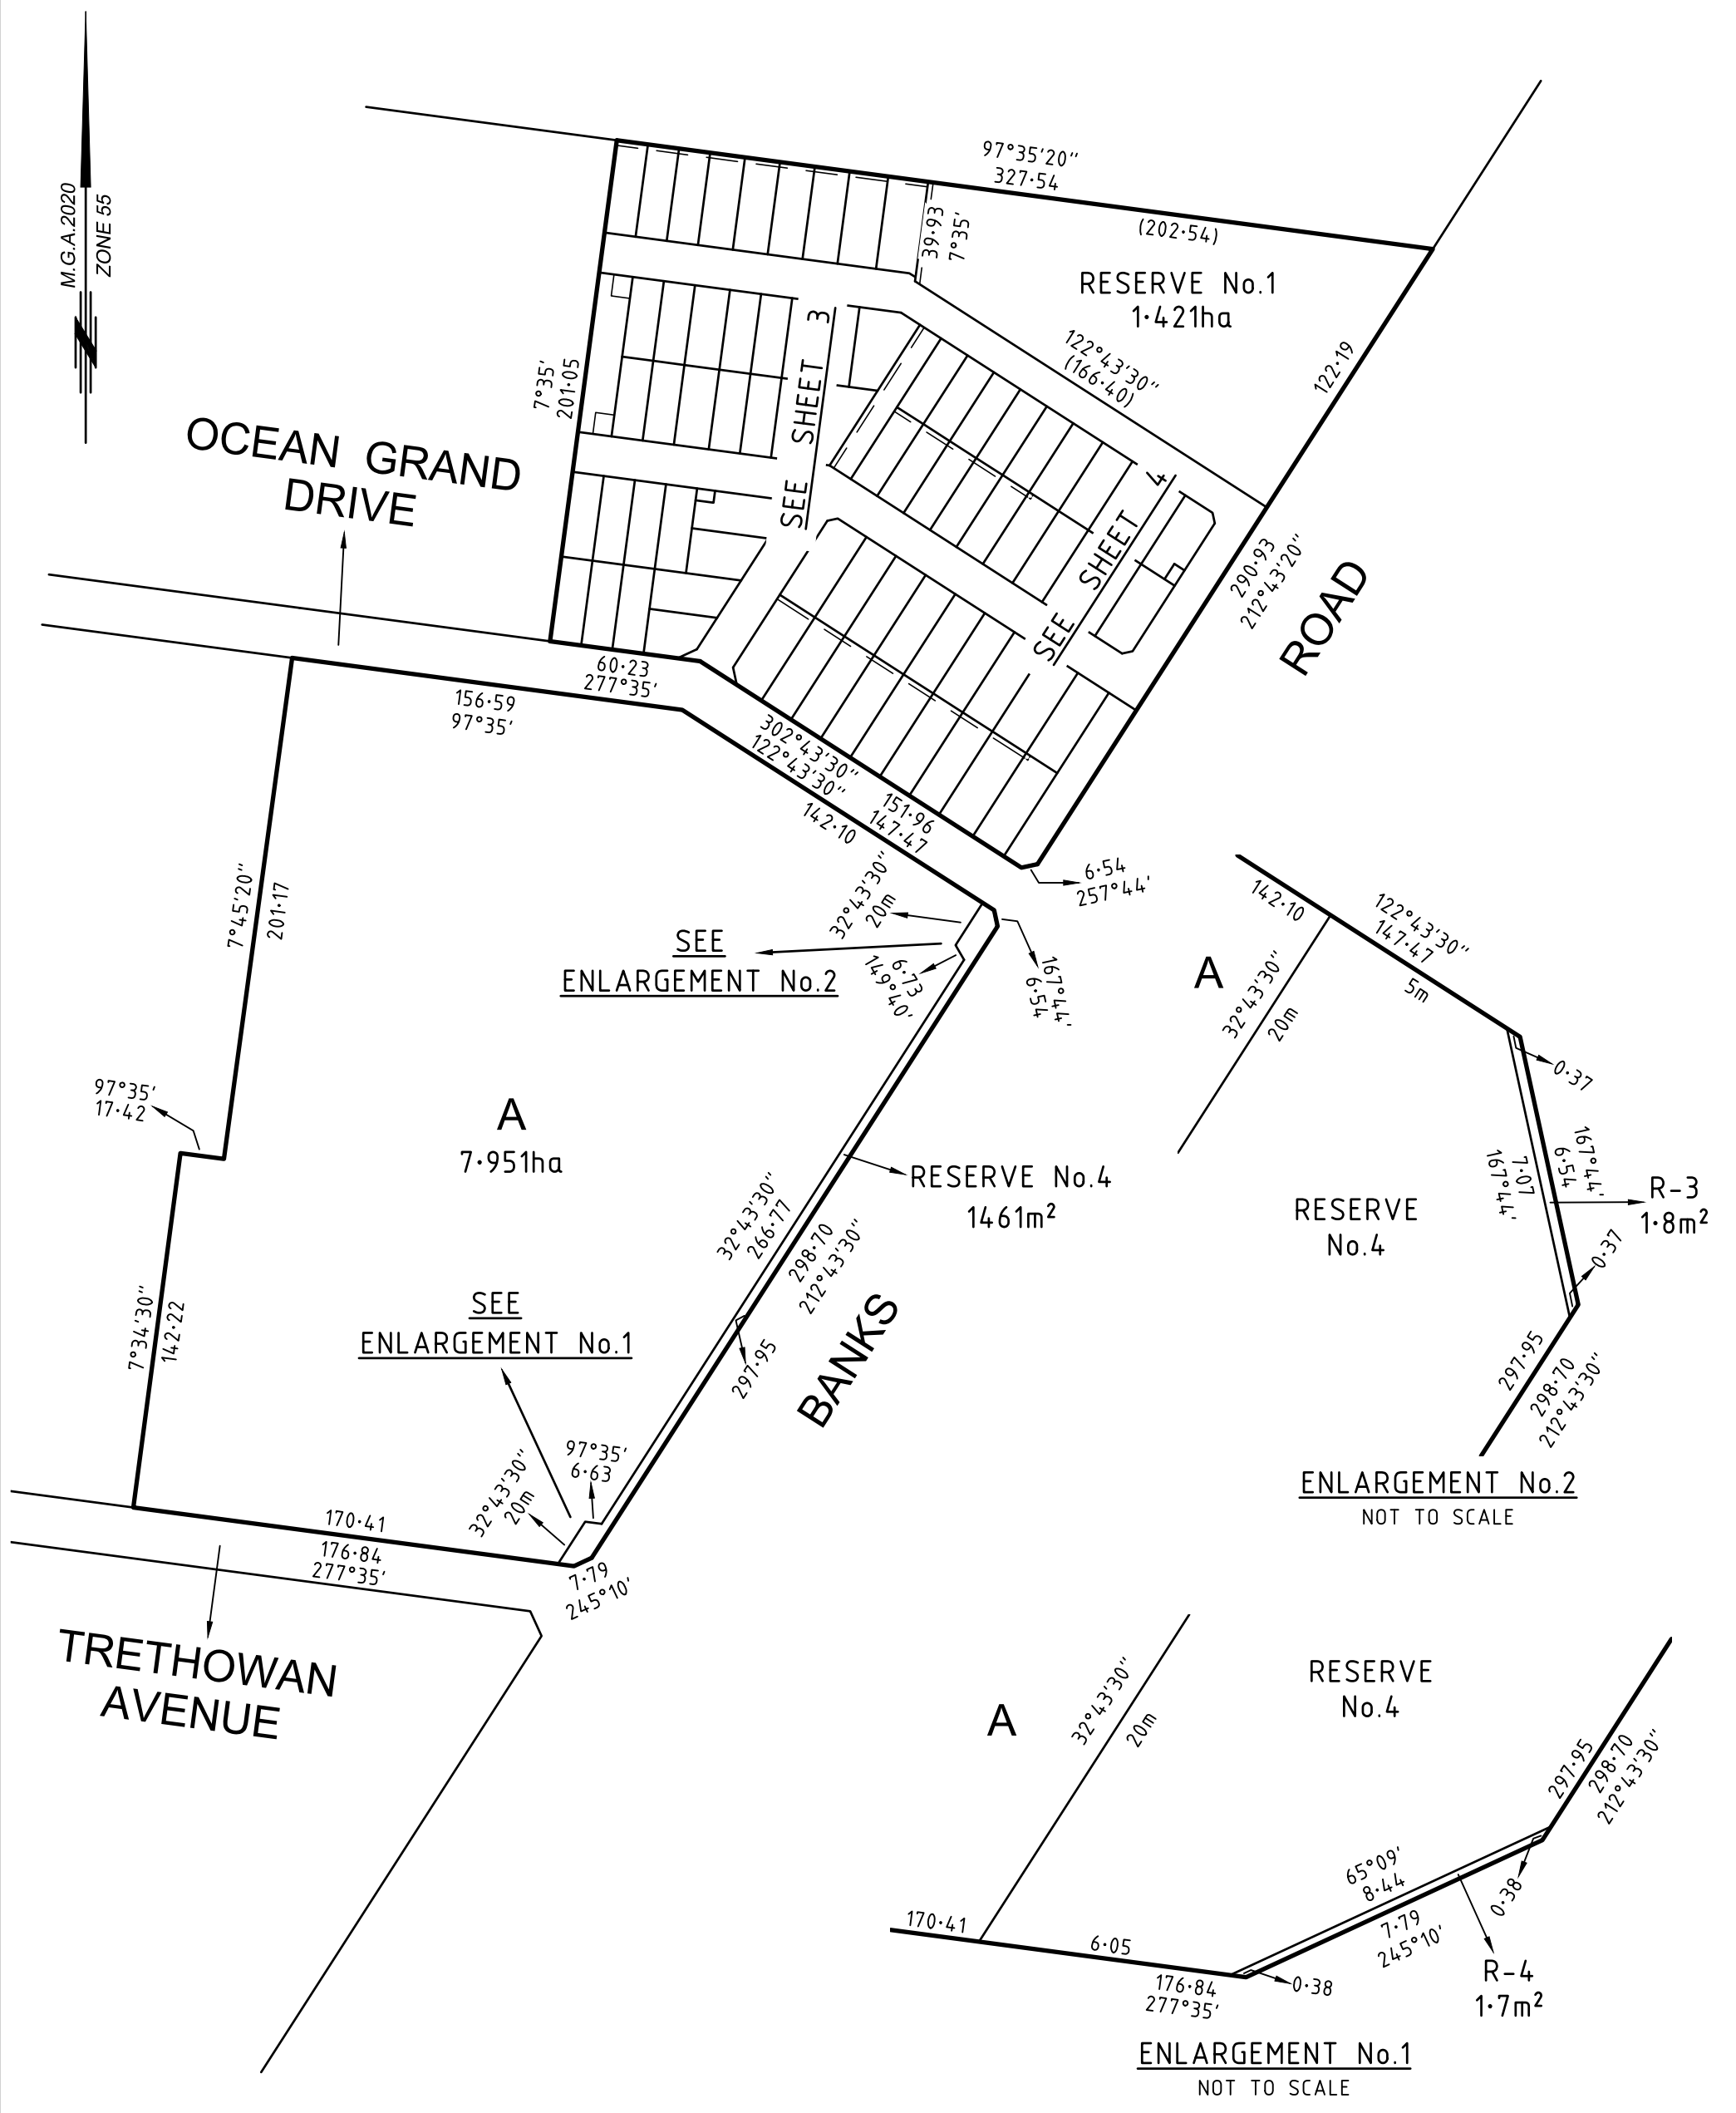 M.G.A.2020
ZONE 55
97°35'20"
327·54
(202·54)
39·93
7°35'
RESERVE No.1
1·421ha
122°43'30"
(166·40)
122·19
7°35'
201·05
SEE SHEET 3
SEE SHEET 4
OCEAN GRAND
DRIVE
290·93
212°43'20"
ROAD
60·23
277°35'
156·59
97°35'
302°43'30"
122°43'30"
151·96
147·47
142·10
6·54
257°44'
32°43'30"
20m
SEE
ENLARGEMENT No.2
6·73
149°40'
167°44'
6·54
7°45'20"
201·17
97°35'
17·42
A
7·951ha
RESERVE No.4
1461m²
32°43'30"
266·77
298·70
212°43'30"
297·95
BANKS
7°34'30"
142·22
SEE
ENLARGEMENT No.1
97°35'
6·63
32°43'30"
20m
170·41
176·84
277°35'
7·79
245°10'
TRETHOWAN
AVENUE
142·10
122°43'30"
147·47
5m
A
32°43'30"
20m
0·37
167°44'
6·54
7·07
167°44'
R-3
1·8m²
RESERVE
No.4
0·37
297·95
298·70
212°43'30"
ENLARGEMENT No.2
NOT TO SCALE
RESERVE
No.4
A
32°43'30"
20m
297·95
298·70
212°43'30"
65°09'
8·44
0·38
7·79
245°10'
170·41
6·05
0·38
176·84
277°35'
R-4
1·7m²
ENLARGEMENT No.1
NOT TO SCALE